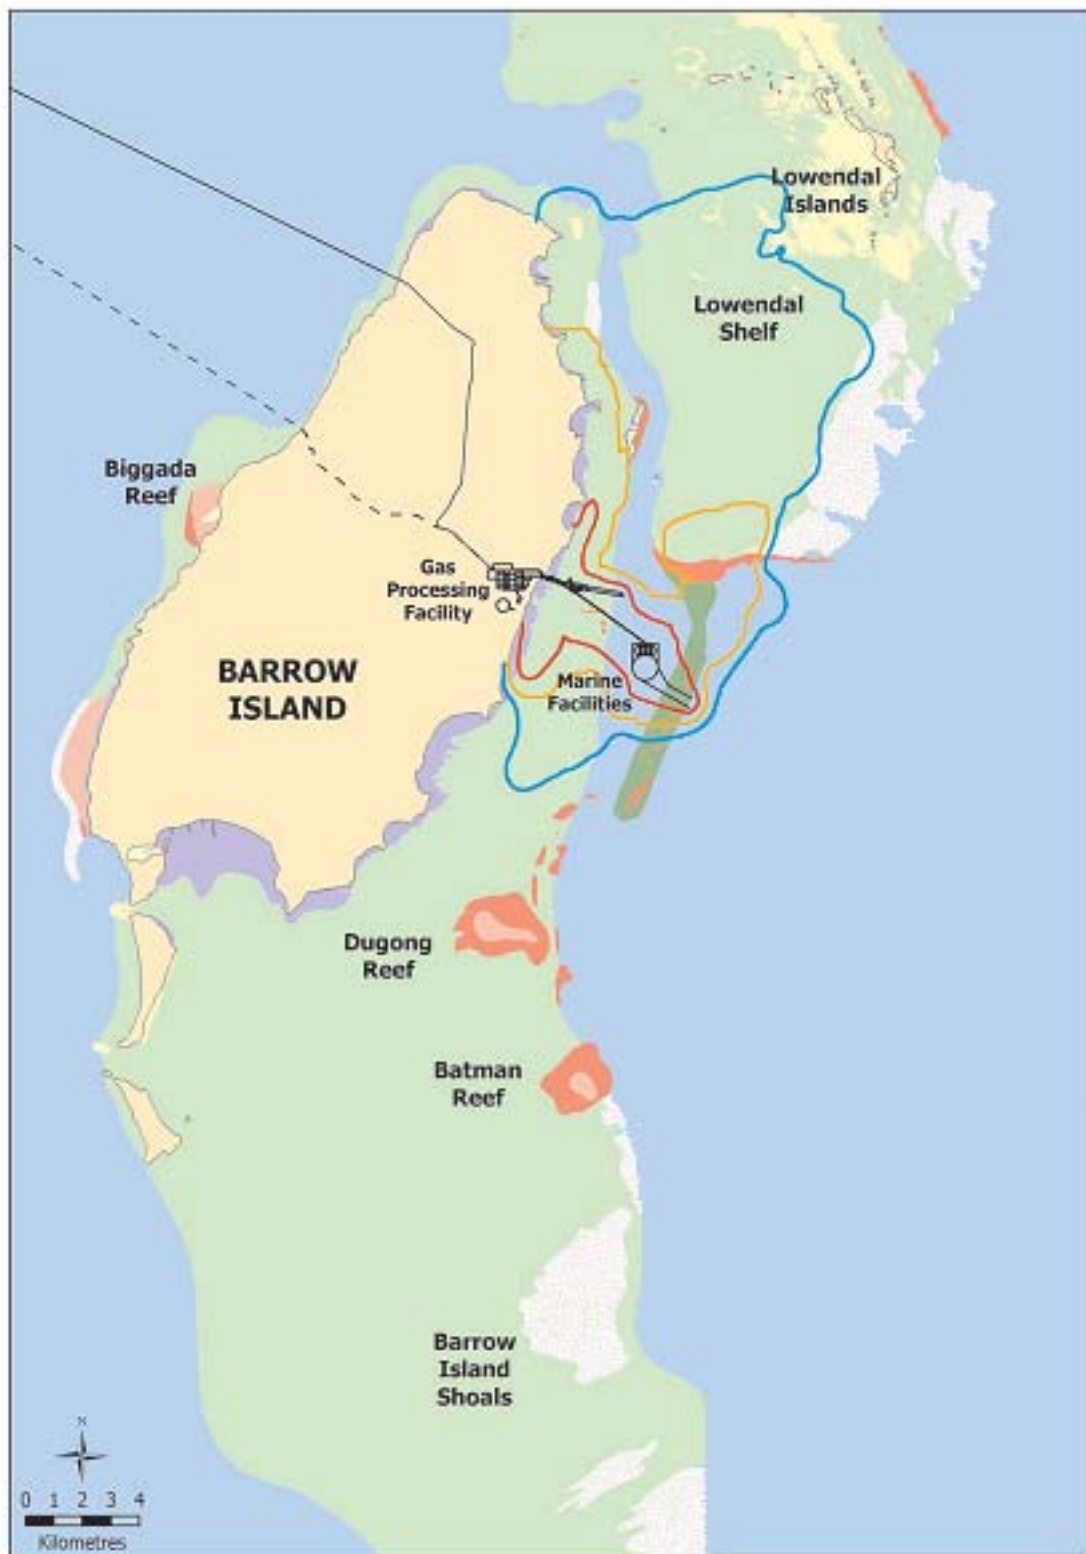 Lowendal
Islands
Lowendal
Shelf
Biggada
Reef
Gas
Processing
Facility
BARROW
ISLAND
Marine
Facilities
Dugong
Reef
Batman
Reef
Barrow
Island
Shoals
N
0 1 2 3 4
Kilometres